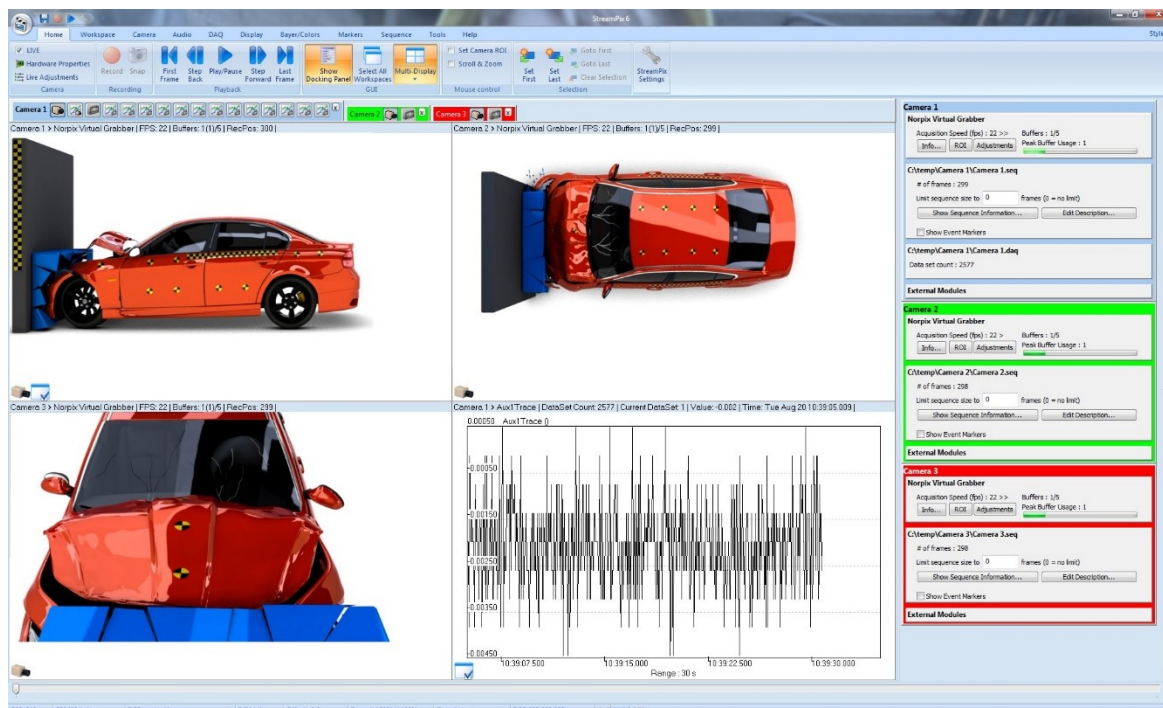 StreamPix 6
Home Workspace Camera Audio DAQ Display Bayer/Colors Markers Sequence Tools Help
Style
LIVE
Hardware Properties
Live Adjustments
Camera
Record Snap
Recording
First Frame
Step Back
Play/Pause
Step Forward
Last Frame
Playback
Show Docking Panel
Select All Workspaces
Multi-Display
GUI
Set Camera ROI
Scroll & Zoom
Mouse control
Set First
Set Last
Goto First
Goto Last
Clear Selection
Selection
StreamPix Settings
Camera 1
Camera 2
Camera 3
Camera 1 > Norpix Virtual Grabber | FPS: 22 | Buffers: 1(1)/5 | RecPos: 300 |
Camera 2 > Norpix Virtual Grabber | FPS: 22 | Buffers: 1(1)/5 | RecPos: 299 |
Camera 3 > Norpix Virtual Grabber | FPS: 22 | Buffers: 1(1)/5 | RecPos: 299 |
Camera 1 > Aux1Trace | DataSet Count: 2577 | Current DataSet: 1 | Value: -0.002 | Time: Tue Aug 20 10:39:05.009 |
0.00050 Aux1Trace ()
-0.00050
-0.00150
-0.00250
-0.00350
-0.00450
10:39:07.500 10:39:15.000 10:39:22.500 10:39:30.000
Range : 30 s
Camera 1
Norpix Virtual Grabber
Acquisition Speed (fps) : 22 >> Buffers : 1/5
Info... ROI Adjustments Peak Buffer Usage : 1
C:\temp\Camera 1\Camera 1.seq
# of frames : 299
Limit sequence size to 0 frames (0 = no limit)
Show Sequence Information... Edit Description...
Show Event Markers
C:\temp\Camera 1\Camera 1.daq
Data set count : 2577
External Modules
Camera 2
Norpix Virtual Grabber
Acquisition Speed (fps) : 22 > Buffers : 1/5
Info... ROI Adjustments Peak Buffer Usage : 1
C:\temp\Camera 2\Camera 2.seq
# of frames : 298
Limit sequence size to 0 frames (0 = no limit)
Show Sequence Information... Edit Description...
Show Event Markers
External Modules
Camera 3
Norpix Virtual Grabber
Acquisition Speed (fps) : 22 >> Buffers : 1/5
Info... ROI Adjustments Peak Buffer Usage : 1
C:\temp\Camera 3\Camera 3.seq
# of frames : 298
Limit sequence size to 0 frames (0 = no limit)
Show Sequence Information... Edit Description...
Show Event Markers
External Modules